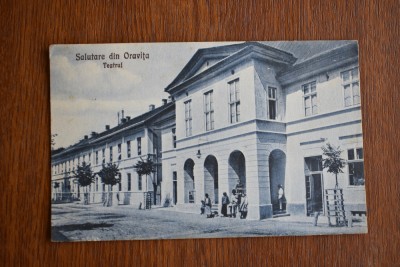 Salutare din Oravița
Teatrul